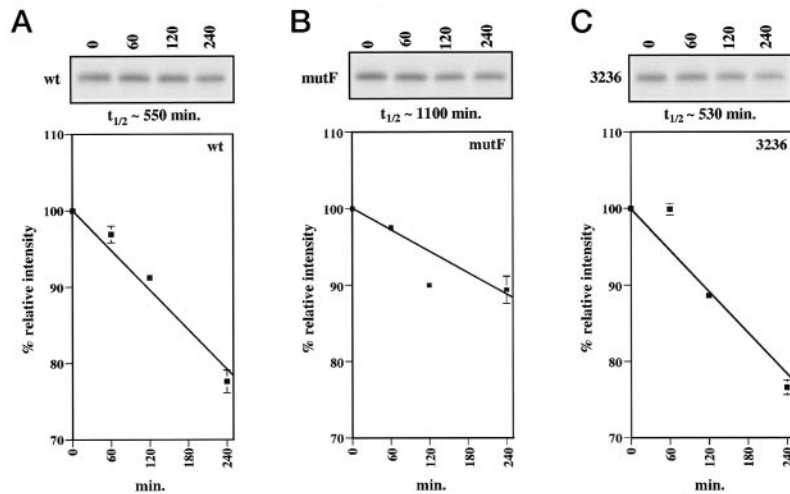 A
B
C
0 60 120 240
0 60 120 240
0 60 120 240
wt
mutF
3236
t1/2 ~ 550 min.
t1/2 ~ 1100 min.
t1/2 ~ 530 min.
% relative intensity
110
100
90
80
70
wt
0 60 120 180 240
min.
% relative intensity
110
100
90
80
70
mutF
0 60 120 180 240
min.
% relative intensity
110
100
90
80
70
3236
0 60 120 180 240
min.